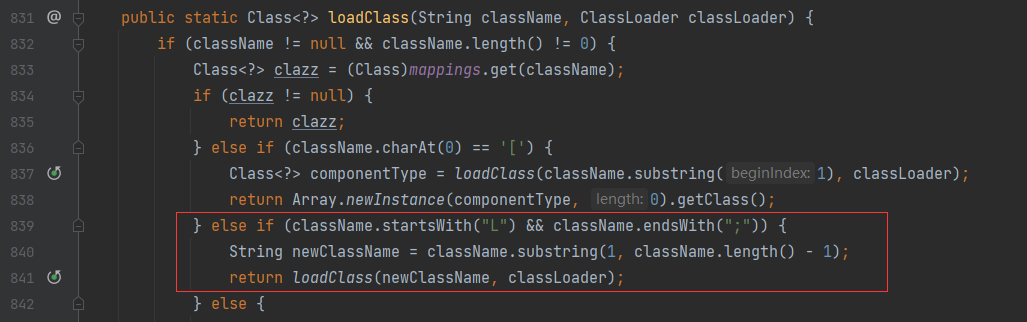 831 @ public static Class<?> loadClass(String className, ClassLoader classLoader) {
832 if (className != null && className.length() != 0) {
833 Class<?> clazz = (Class)mappings.get(className);
834 if (clazz != null) {
835 return clazz;
836 } else if (className.charAt(0) == '[') {
837 Class<?> componentType = loadClass(className.substring( beginIndex: 1), classLoader);
838 return Array.newInstance(componentType, length: 0).getClass();
839 } else if (className.startsWith("L") && className.endsWith(";")) {
840 String newClassName = className.substring(1, className.length() - 1);
841 return loadClass(newClassName, classLoader);
842 } else {